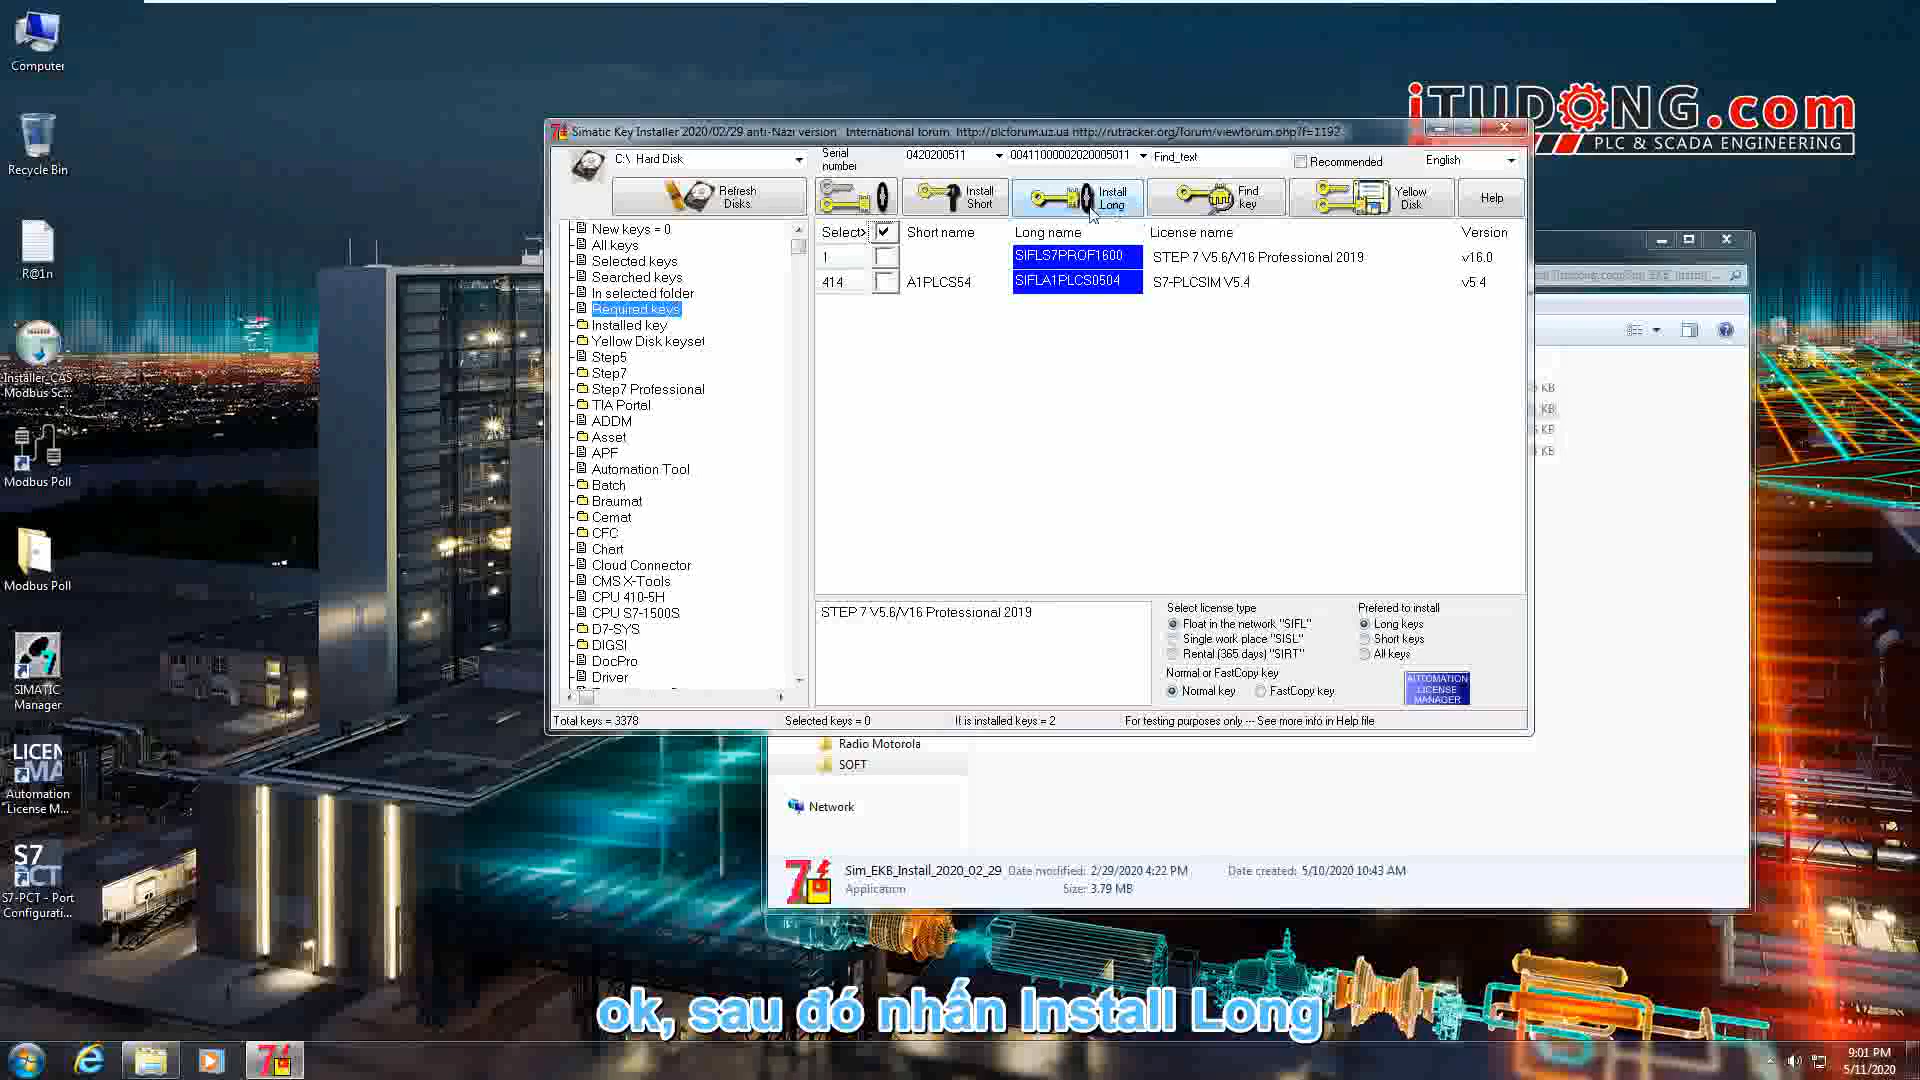 Computer
Recycle Bin
R@1n
Installer_CAS
Modbus Sc...
Modbus Poll
Modbus Poll
SIMATIC
Manager
LICEN
MA
Automation
License M...
S7
PCT
S7-PCT - Port
Configurati...
iTUDONG.com
PLC & SCADA ENGINEERING
Simatic Key Installer 2020/02/29 anti-Nazi version International forum: http://plcforum.uz.ua http://rutracker.org/forum/viewforum.php?f=1192
C:\ Hard Disk
Serial
number
0420200511
00411000002020005011
Find_text
Recommended
English
Refresh
Disks.
Install
Short
Install
Long
Find
key
Yellow
Disk
Help
New keys = 0
All keys
Selected keys
Searched keys
In selected folder
Required keys
Installed key
Yellow Disk keyset
Step5
Step7
Step7 Professional
TIA Portal
ADDM
Asset
APF
Automation Tool
Batch
Braumat
Cemat
CFC
Chart
Cloud Connector
CMS X-Tools
CPU 410-5H
CPU S7-1500S
D7-SYS
DIGSI
DocPro
Driver
Select> Short name Long name License name Version
1 SIFLS7PROF1600 STEP 7 V5.6/V16 Professional 2019 v16.0
414 A1PLCS54 SIFLA1PLCS0504 S7-PLCSIM V5.4 v5.4
STEP 7 V5.6/V16 Professional 2019
Select license type
Float in the network "SIFL"
Single work place "SISL"
Rental (365 days) "SIRT"
Normal or FastCopy key
Normal key FastCopy key
Prefered to install
Long keys
Short keys
All keys
AUTOMATION
LICENSE
MANAGER
Total keys = 3378 Selected keys = 0 It is installed keys = 2 For testing purposes only --- See more info in Help file
KB
KB
KB
KB
Radio Motorola
SOFT
Network
Sim_EKB_Install_2020_02_29 Date modified: 2/29/2020 4:22 PM Date created: 5/10/2020 10:43 AM
Application Size: 3.79 MB
ok, sau đó nhấn Install Long
9:01 PM
5/11/2020